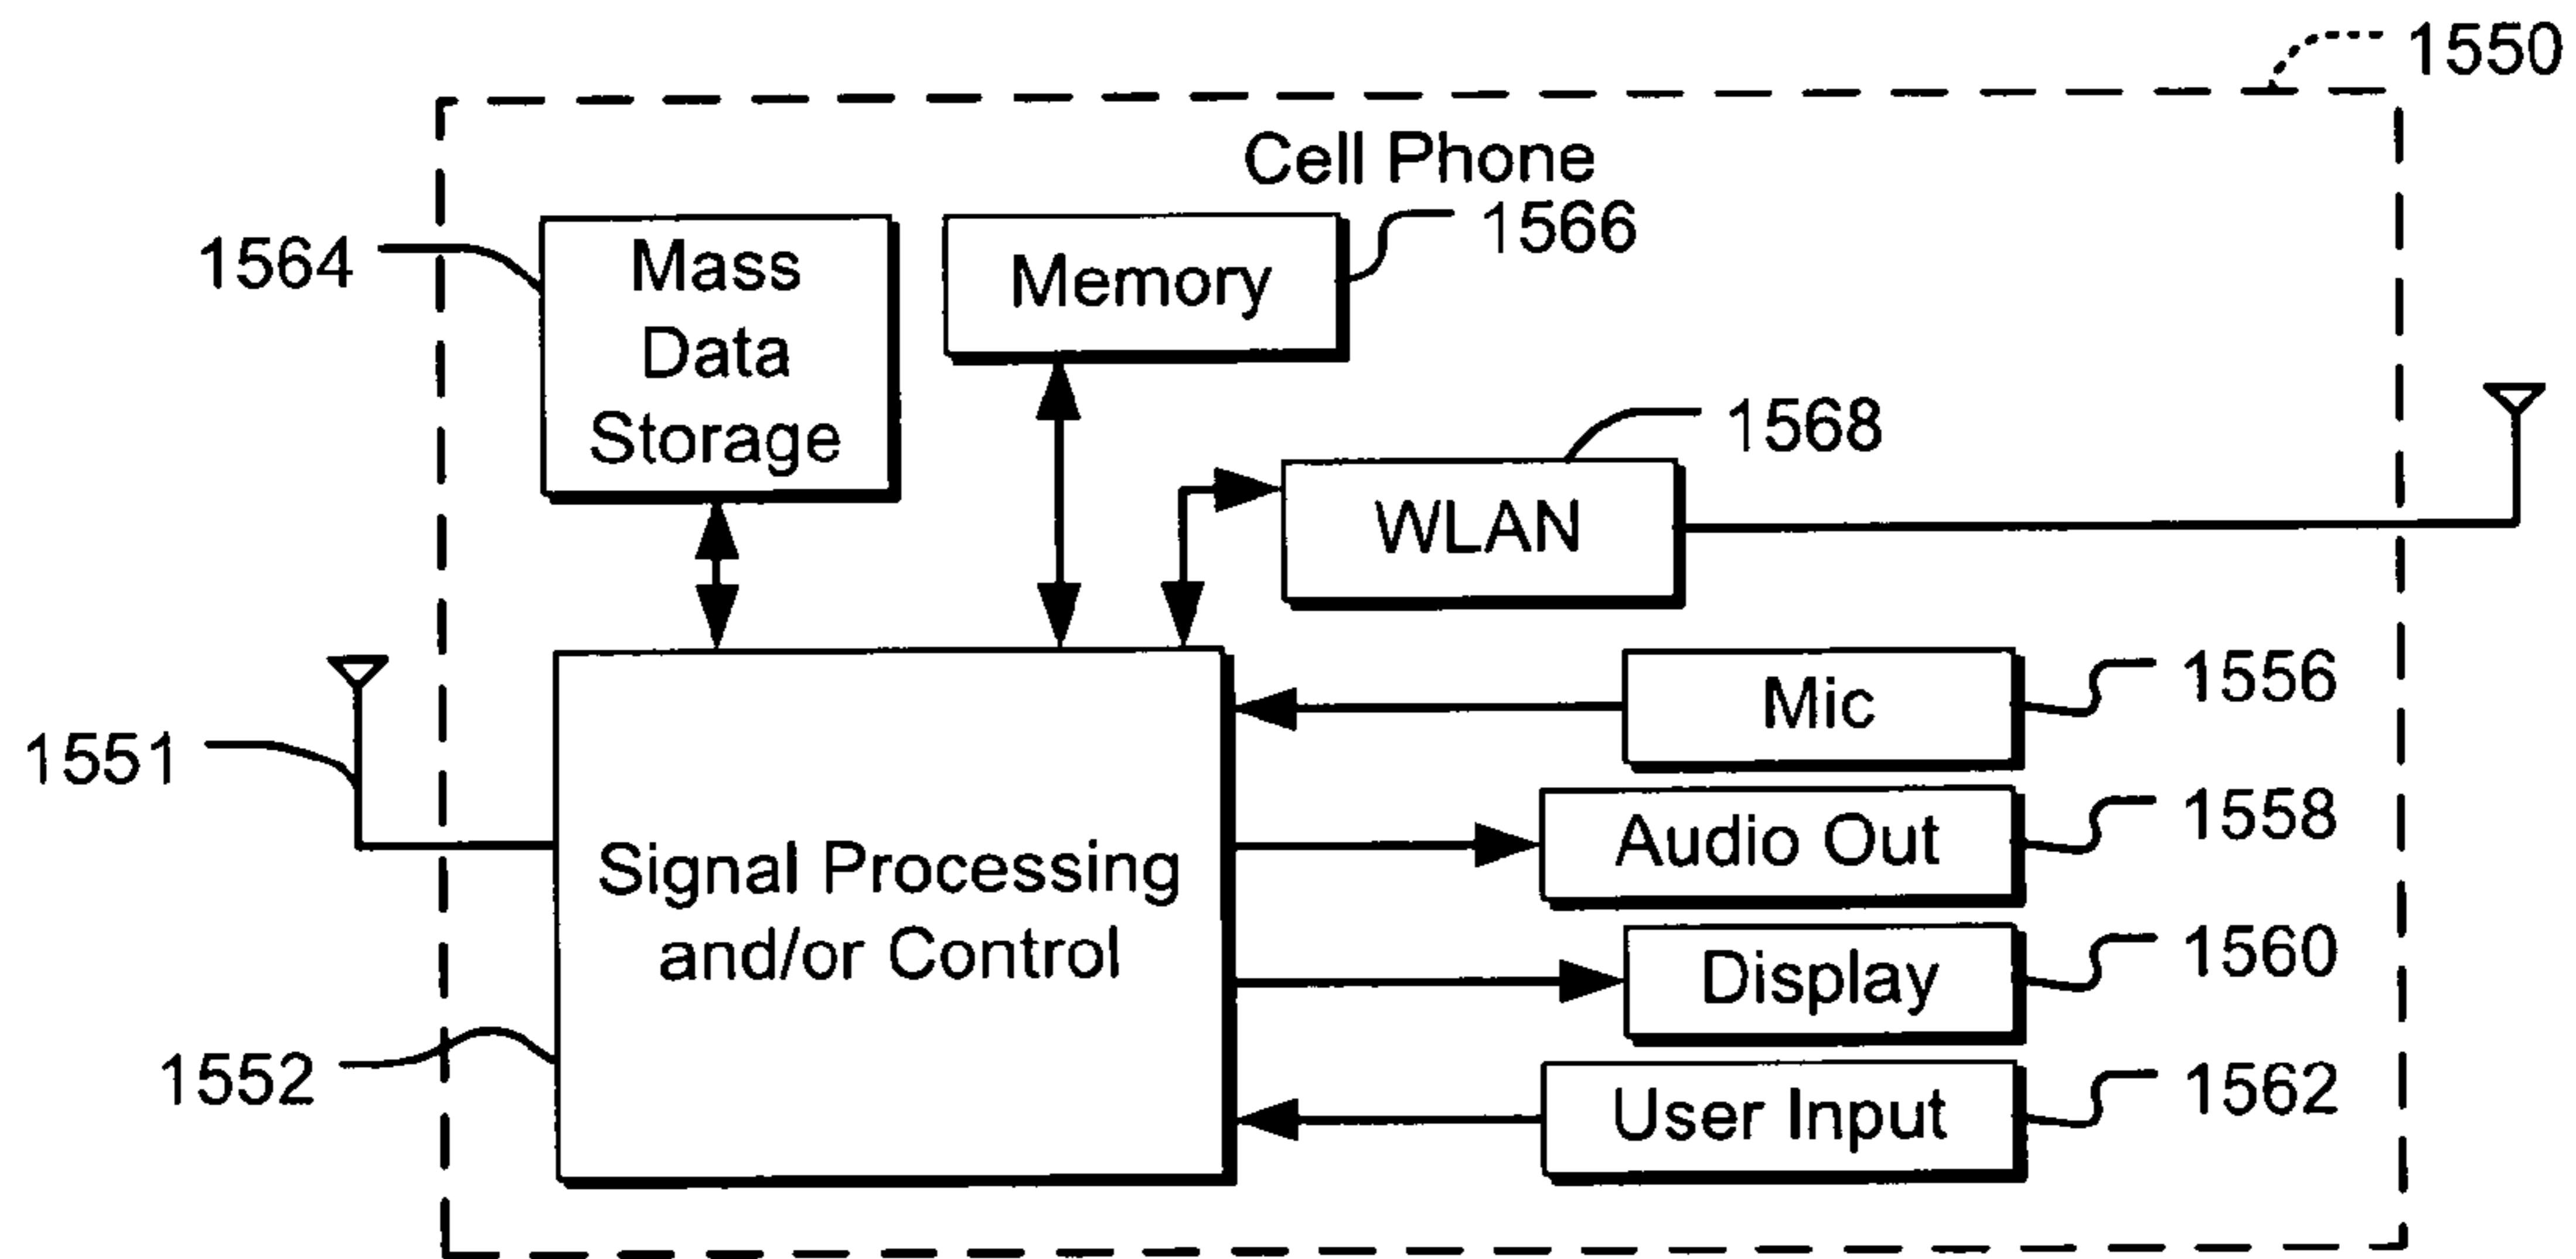 1550
Cell Phone
1564
Mass
Data
Storage
Memory
1566
1568
WLAN
1551
Signal Processing
and/or Control
1552
Mic
1556
Audio Out
1558
Display
1560
User Input
1562